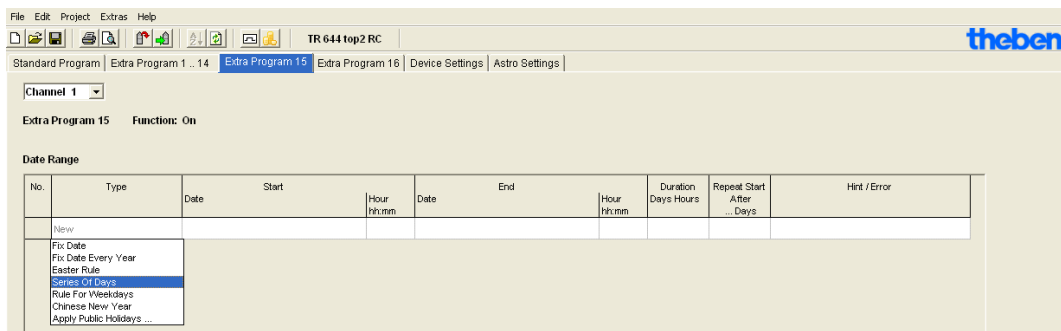 File Edit Project Extras Help
TR 644 top2 RC
theben
Standard Program Extra Program 1 .. 14 Extra Program 15 Extra Program 16 Device Settings Astro Settings
Channel 1
Extra Program 15 Function: On
Date Range
No. Type Start End Duration Repeat Start Hint / Error
Date Hour Date Hour Days Hours After
hh:mm hh:mm ... Days
New
Fix Date
Fix Date Every Year
Easter Rule
Series Of Days
Rule For Weekdays
Chinese New Year
Apply Public Holidays ...